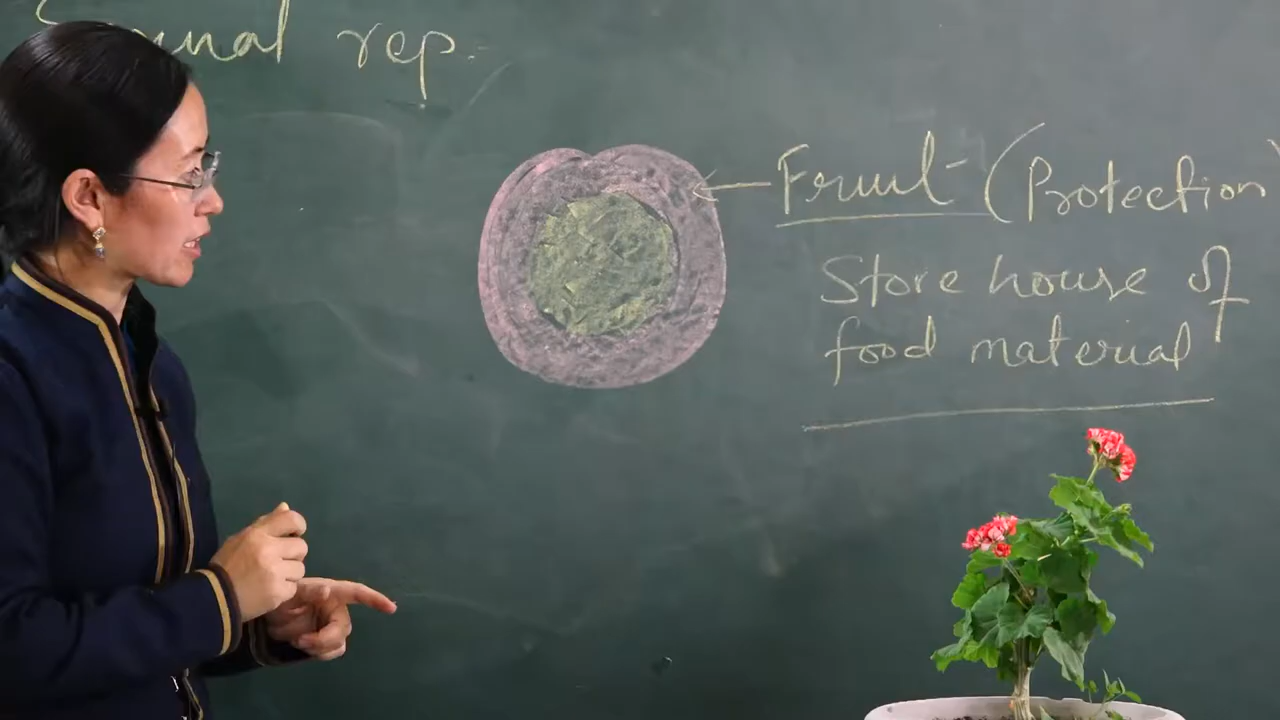 rep.
Fruit - (Protection)
Store house of
food material